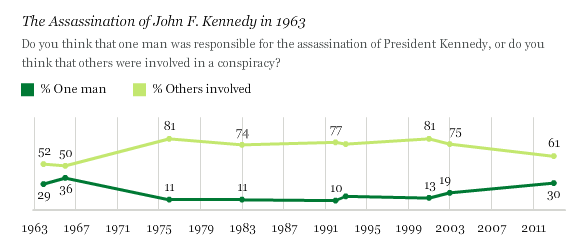 The Assassination of John F. Kennedy in 1963
Do you think that one man was responsible for the assassination of President Kennedy, or do you
think that others were involved in a conspiracy?
% One man % Others involved
52 50 81 74 77 81 75 61
29 36 11 11 10 13 19 30
1963 1967 1971 1975 1979 1983 1987 1991 1995 1999 2003 2007 2011